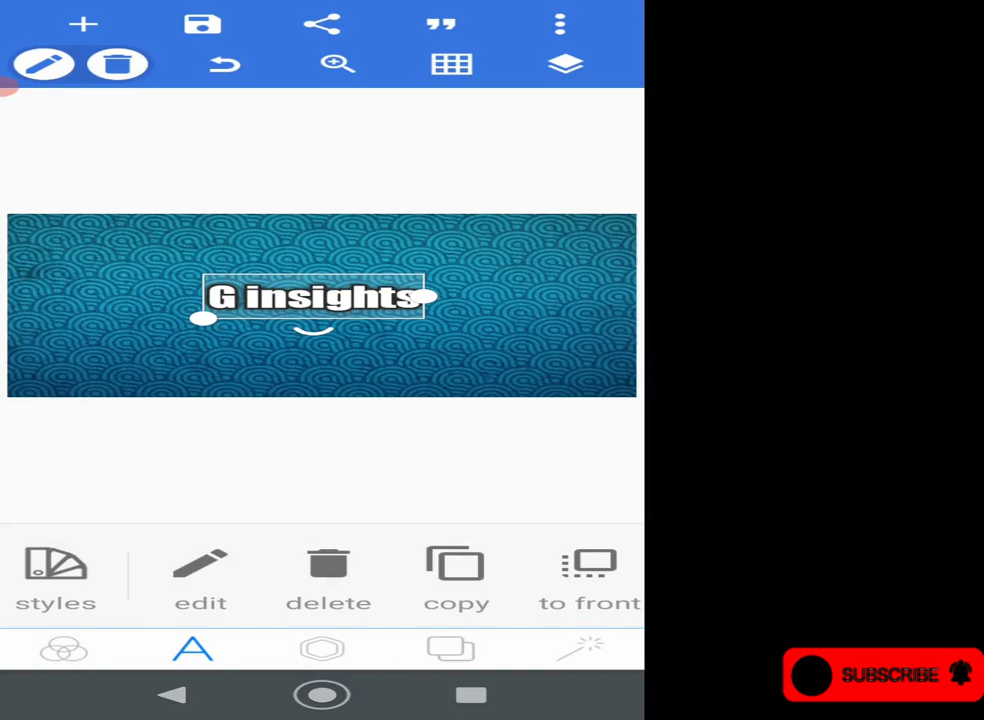 G insights
styles
edit
delete
copy
to front
SUBSCRIBE